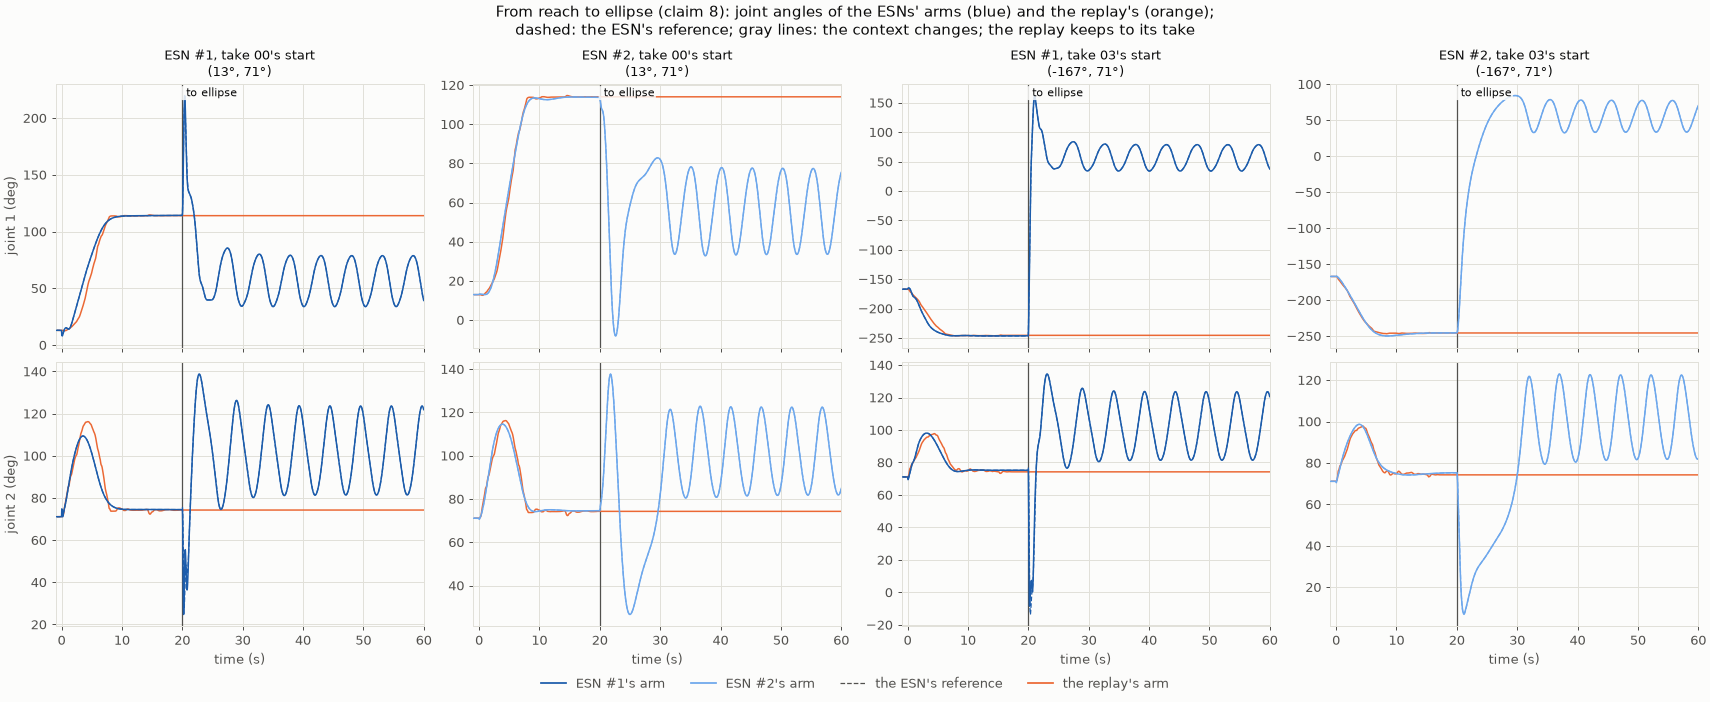 From reach to ellipse (claim 8): joint angles of the ESNs' arms (blue) and the replay's (orange);
dashed: the ESN's reference; gray lines: the context changes; the replay keeps to its take
ESN #1, take 00's start
(13°, 71°)
ESN #2, take 00's start
(13°, 71°)
ESN #1, take 03's start
(-167°, 71°)
ESN #2, take 03's start
(-167°, 71°)
to ellipse
to ellipse
to ellipse
to ellipse
joint 1 (deg)
200
150
100
50
0
120
100
80
60
40
20
0
150
100
50
0
−50
−100
−150
−200
−250
100
50
0
−50
−100
−150
−200
−250
joint 2 (deg)
140
120
100
80
60
40
20
140
120
100
80
60
40
140
120
100
80
60
40
20
0
−20
120
100
80
60
40
20
0 10 20 30 40 50 60
0 10 20 30 40 50 60
0 10 20 30 40 50 60
0 10 20 30 40 50 60
time (s)
time (s)
time (s)
time (s)
ESN #1's arm
ESN #2's arm
the ESN's reference
the replay's arm